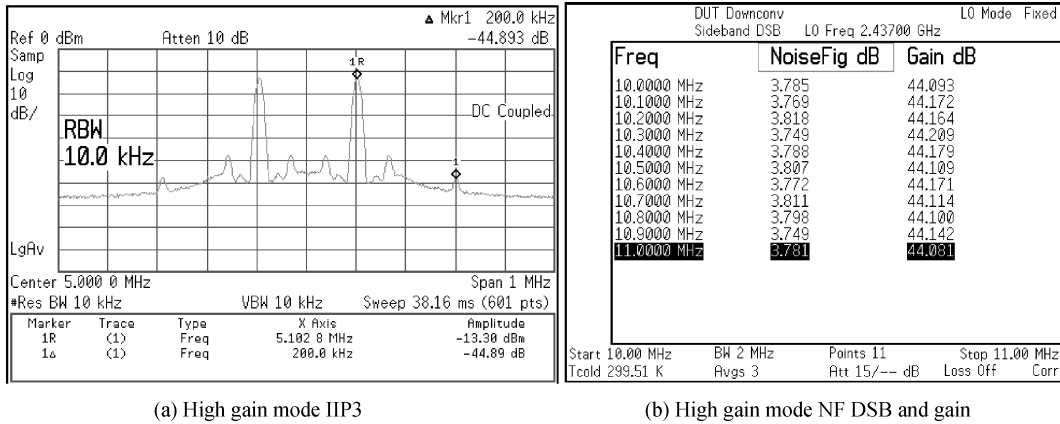 ▵ Mkr1 200.0 kHz
Ref 0 dBm Atten 10 dB -44.893 dB
Samp
Log
10
dB/
1R
DC Coupled
RBW
10.0 kHz
1
LgAv
Center 5.000 0 MHz Span 1 MHz
#Res BW 10 kHz VBW 10 kHz Sweep 38.16 ms (601 pts)
Marker Trace Type X Axis Amplitude
1R (1) Freq 5.102 8 MHz -13.30 dBm
1▵ (1) Freq 200.0 kHz -44.89 dB
(a) High gain mode IIP3
DUT Downconv LO Mode Fixed
Sideband DSB LO Freq 2.43700 GHz
Freq NoiseFig dB Gain dB
10.0000 MHz 3.785 44.093
10.1000 MHz 3.769 44.172
10.2000 MHz 3.818 44.164
10.3000 MHz 3.749 44.209
10.4000 MHz 3.788 44.179
10.5000 MHz 3.807 44.109
10.6000 MHz 3.772 44.171
10.7000 MHz 3.811 44.114
10.8000 MHz 3.798 44.100
10.9000 MHz 3.749 44.142
11.0000 MHz 3.781 44.081
Start 10.00 MHz BW 2 MHz Points 11 Stop 11.00 MHz
Tcold 299.51 K Avgs 3 Att 15/-- dB Loss Off Corr
(b) High gain mode NF DSB and gain